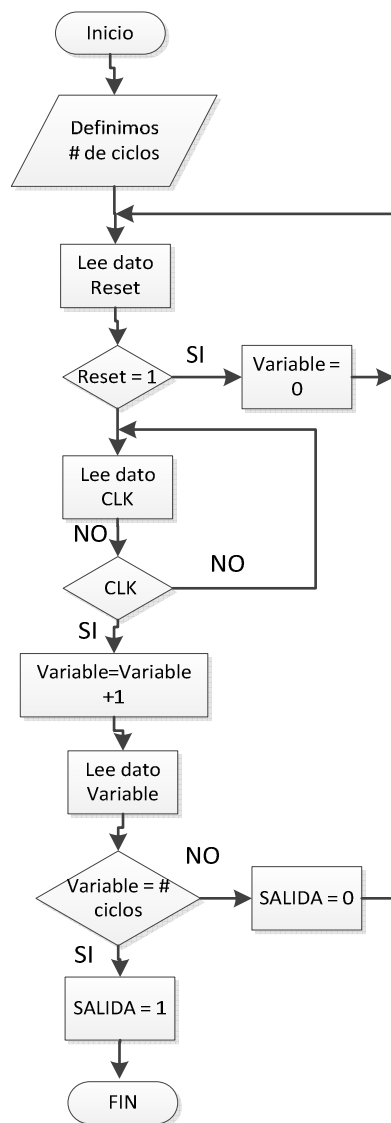 Inicio
Definimos
# de ciclos
Lee dato
Reset
Reset = 1
SI
Variable =
0
Lee dato
CLK
NO
CLK
NO
SI
Variable=Variable
+1
Lee dato
Variable
Variable = #
ciclos
NO
SALIDA = 0
SI
SALIDA = 1
FIN